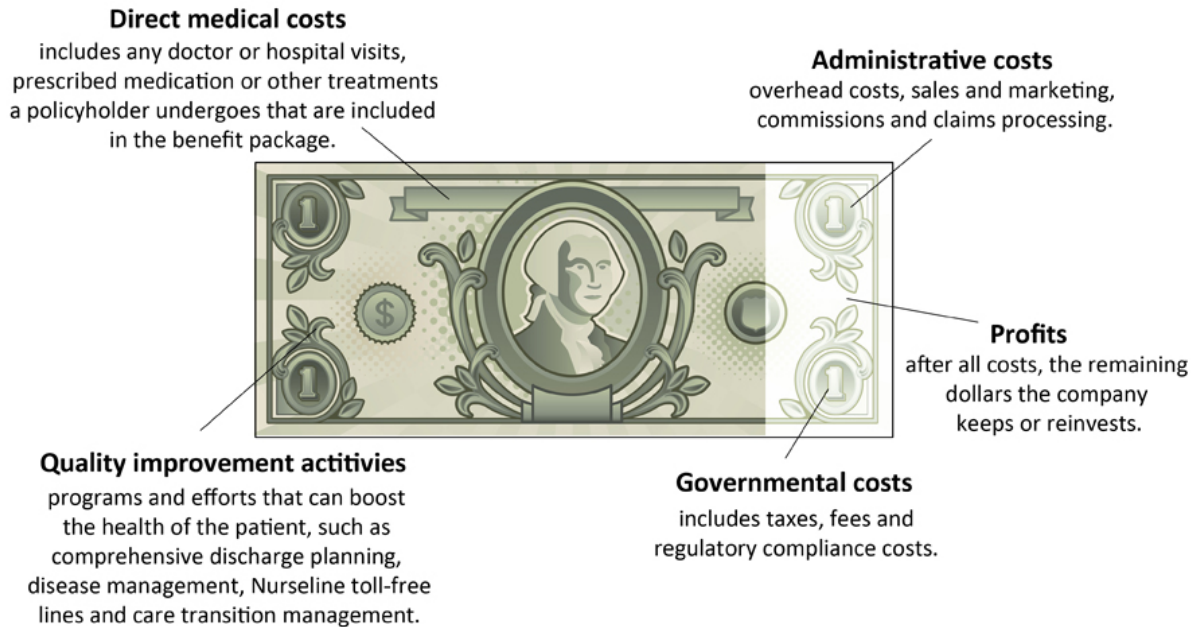 Direct medical costs
includes any doctor or hospital visits,
prescribed medication or other treatments
a policyholder undergoes that are included
in the benefit package.
Administrative costs
overhead costs, sales and marketing,
commissions and claims processing.
1
1
$
1
1
Profits
after all costs, the remaining
dollars the company
keeps or reinvests.
Quality improvement actitivies
programs and efforts that can boost
the health of the patient, such as
comprehensive discharge planning,
disease management, Nurseline toll-free
lines and care transition management.
Governmental costs
includes taxes, fees and
regulatory compliance costs.